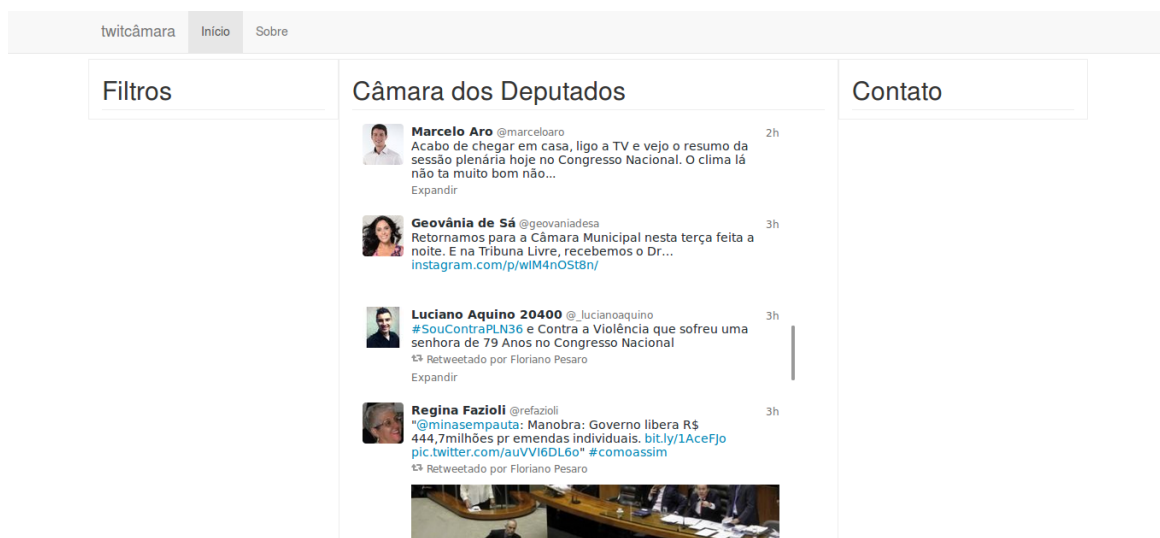 twitcâmara Início Sobre
Filtros
Câmara dos Deputados
Contato
Marcelo Aro @marceloaro 2h
Acabo de chegar em casa, ligo a TV e vejo o resumo da
sessão plenária hoje no Congresso Nacional. O clima lá
não ta muito bom não...
Expandir
Geovânia de Sá @geovaniadesa 3h
Retornamos para a Câmara Municipal nesta terça feita a
noite. E na Tribuna Livre, recebemos o Dr...
instagram.com/p/wIM4nOSt8n/
Luciano Aquino 20400 @_lucianoaquino 3h
#SouContraPLN36 e Contra a Violência que sofreu uma
senhora de 79 Anos no Congresso Nacional
Retweetado por Floriano Pesaro
Expandir
Regina Fazioli @refazioli 3h
"@minasempauta: Manobra: Governo libera R$
444,7milhões pr emendas individuais. bit.ly/1AceFJo
pic.twitter.com/auVVI6DL6o" #comoassim
Retweetado por Floriano Pesaro